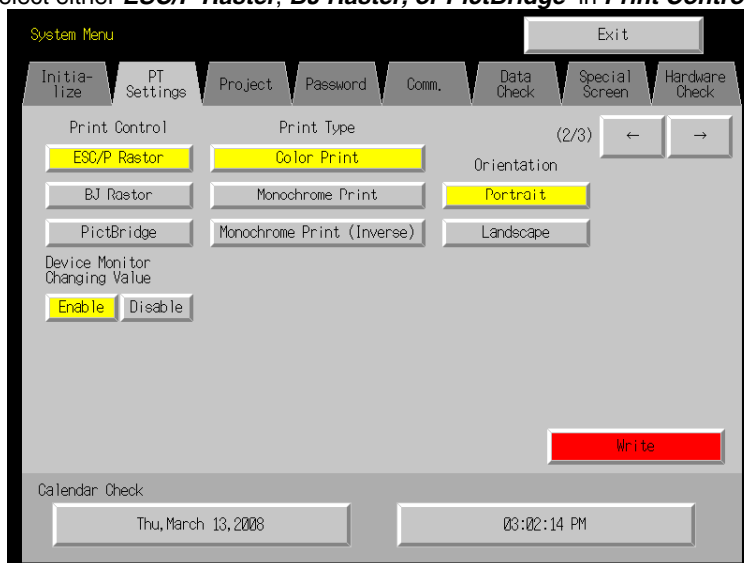 elect either ESC/P Raster, BJ Raster, or PictBridge in Print Contro
System Menu
Exit
Initia-
lize
PT
Settings
Project
Password
Comm.
Data
Check
Special
Screen
Hardware
Check
Print Control
Print Type
(2/3)
←
→
ESC/P Rastor
Color Print
Orientation
Portrait
BJ Rastor
Monochrome Print
PictBridge
Monochrome Print (Inverse)
Landscape
Device Monitor
Changing Value
Enable
Disable
Write
Calendar Check
Thu,March 13,2008
03:02:14 PM